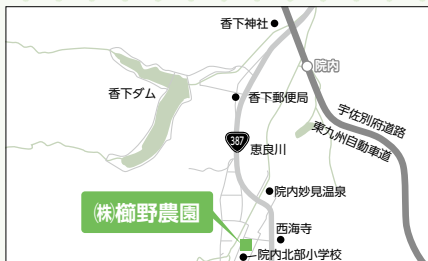 香下神社
院内
香下ダム
香下郵便局
宇佐別府道路
東九州自動車道
387
恵良川
院内妙見温泉
㈱櫛野農園
西海寺
院内北部小学校